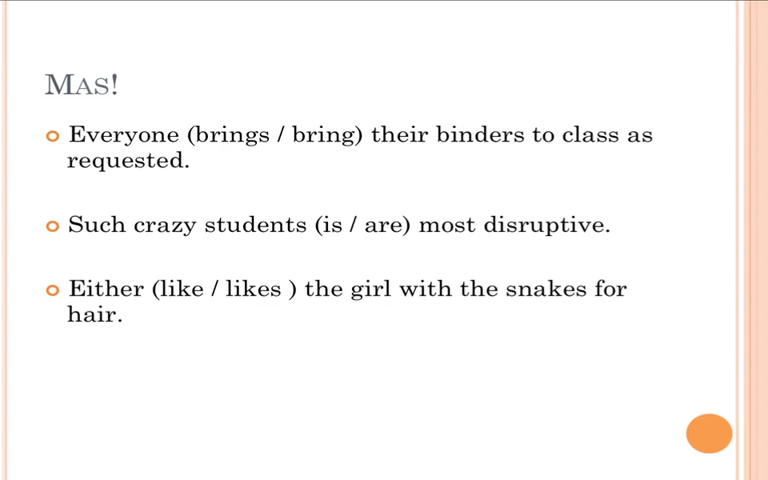 MAS!
Everyone (brings / bring) their binders to class as
requested.
Such crazy students (is / are) most disruptive.
Either (like / likes ) the girl with the snakes for
hair.